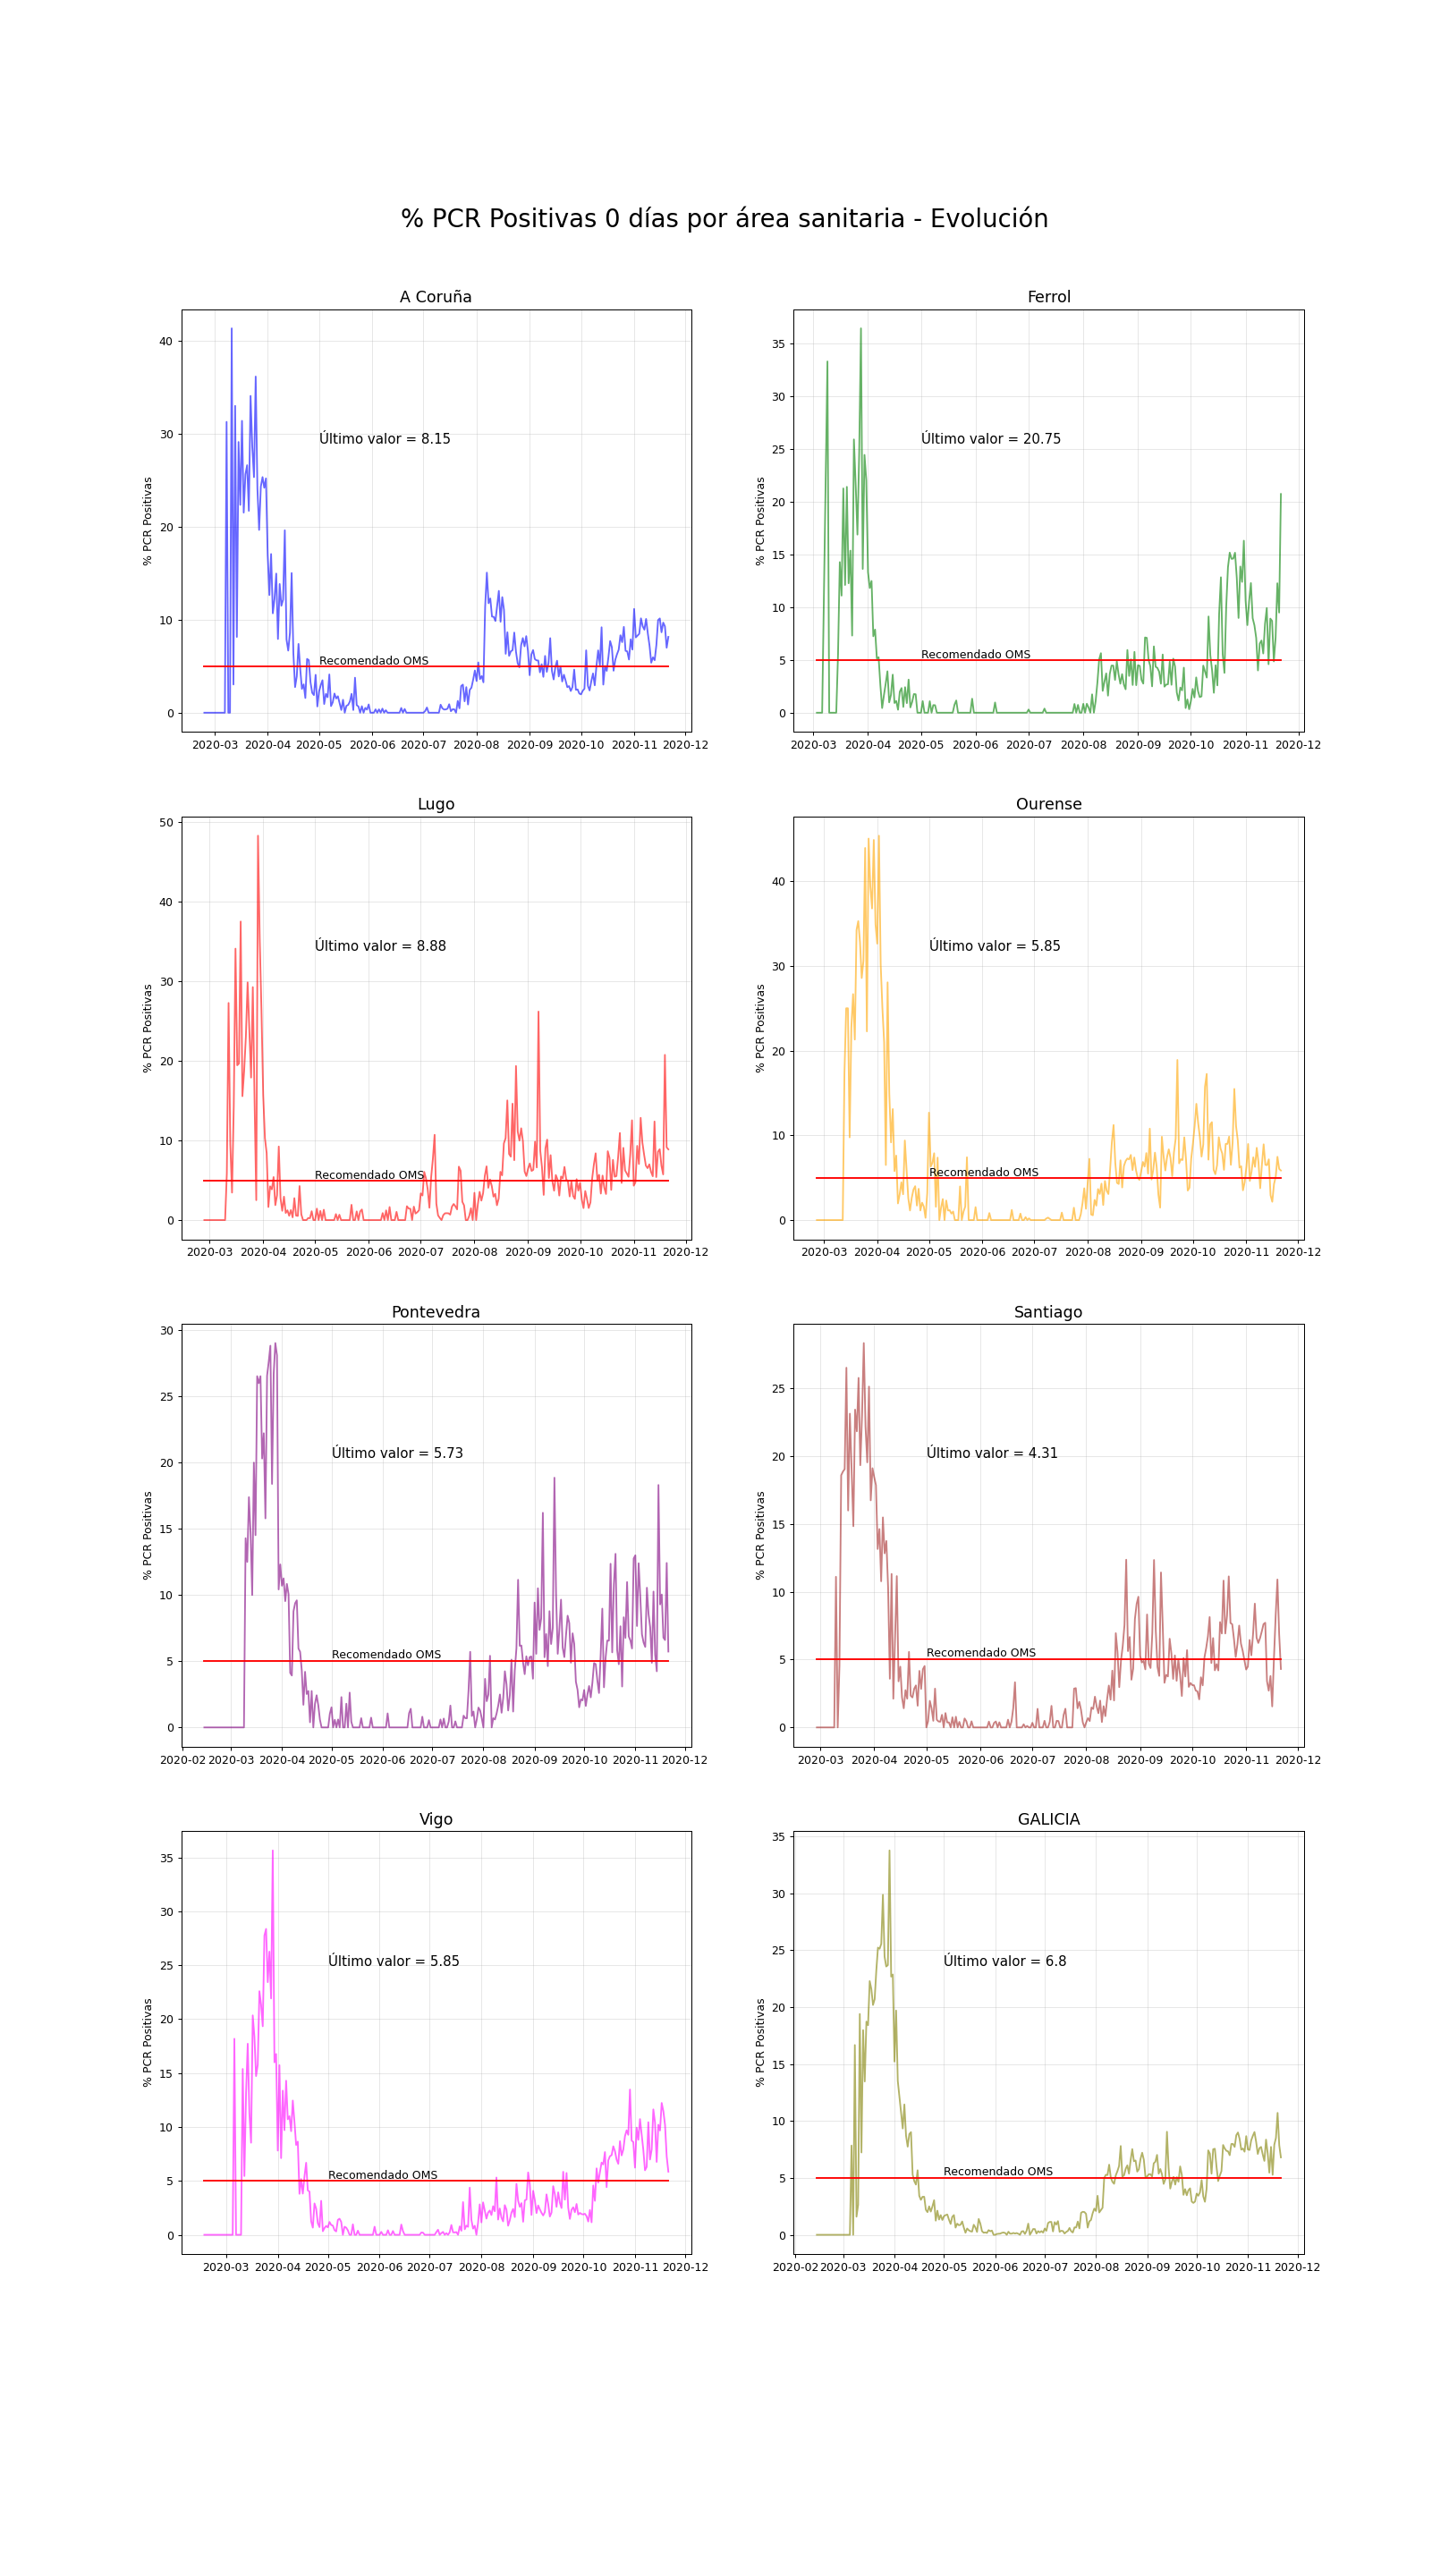 % PCR Positivas 0 días por área sanitaria - Evolución
A Coruña
% PCR Positivas
40
30
20
10
0
Último valor = 8.15
Recomendado OMS
2020-03 2020-04 2020-05 2020-06 2020-07 2020-08 2020-09 2020-10 2020-11 2020-12
Ferrol
% PCR Positivas
35
30
25
20
15
10
5
0
Último valor = 20.75
Recomendado OMS
2020-03 2020-04 2020-05 2020-06 2020-07 2020-08 2020-09 2020-10 2020-11 2020-12
Lugo
% PCR Positivas
50
40
30
20
10
0
Último valor = 8.88
Recomendado OMS
2020-03 2020-04 2020-05 2020-06 2020-07 2020-08 2020-09 2020-10 2020-11 2020-12
Ourense
% PCR Positivas
40
30
20
10
0
Último valor = 5.85
Recomendado OMS
2020-03 2020-04 2020-05 2020-06 2020-07 2020-08 2020-09 2020-10 2020-11 2020-12
Pontevedra
% PCR Positivas
30
25
20
15
10
5
0
Último valor = 5.73
Recomendado OMS
2020-02 2020-03 2020-04 2020-05 2020-06 2020-07 2020-08 2020-09 2020-10 2020-11 2020-12
Santiago
% PCR Positivas
25
20
15
10
5
0
Último valor = 4.31
Recomendado OMS
2020-03 2020-04 2020-05 2020-06 2020-07 2020-08 2020-09 2020-10 2020-11 2020-12
Vigo
% PCR Positivas
35
30
25
20
15
10
5
0
Último valor = 5.85
Recomendado OMS
2020-03 2020-04 2020-05 2020-06 2020-07 2020-08 2020-09 2020-10 2020-11 2020-12
GALICIA
% PCR Positivas
35
30
25
20
15
10
5
0
Último valor = 6.8
Recomendado OMS
2020-02 2020-03 2020-04 2020-05 2020-06 2020-07 2020-08 2020-09 2020-10 2020-11 2020-12